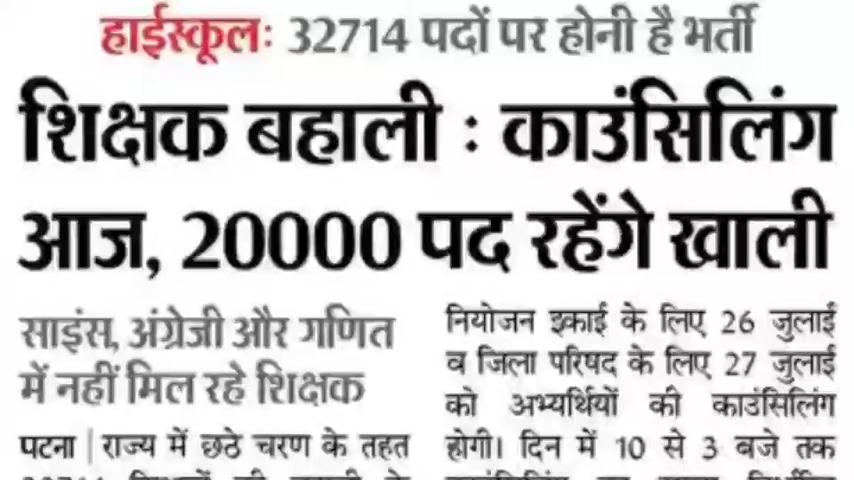 हाईस्कूल: 32714 पदों पर होनी है भर्ती
शिक्षक बहाली : काउंसिलिंग
आज, 20000 पद रहेंगे खाली
साइंस, अंग्रेजी और गणित
में नहीं मिल रहे शिक्षक
पटना | राज्य में छठे चरण के तहत
नियोजन इकाई के लिए 26 जुलाई
व जिला परिषद के लिए 27 जुलाई
को अभ्यर्थियों की काउंसिलिंग
होगी। दिन में 10 से 3 बजे तक